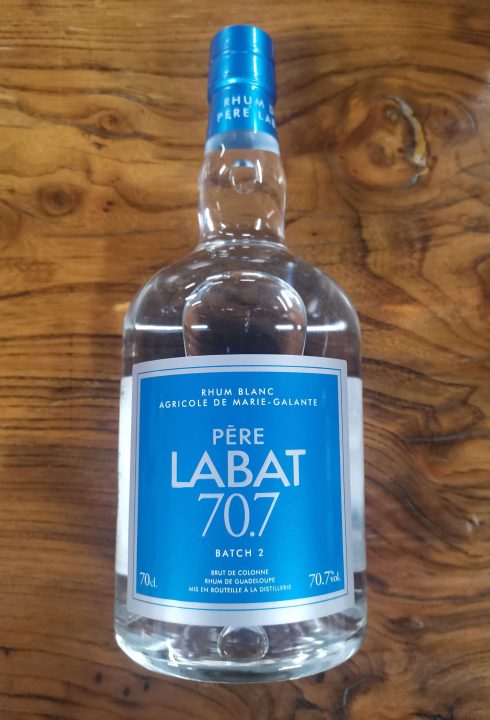 RHUM B
PÈRE LAB
RHUM BLANC
AGRICOLE DE MARIE-GALANTE
PÈRE
LABAT
70.7
BATCH 2
BRUT DE COLONNE
RHUM DE GUADELOUPE
MIS EN BOUTEILLE À LA DISTILLERIE
70cl.
70.7% vol.